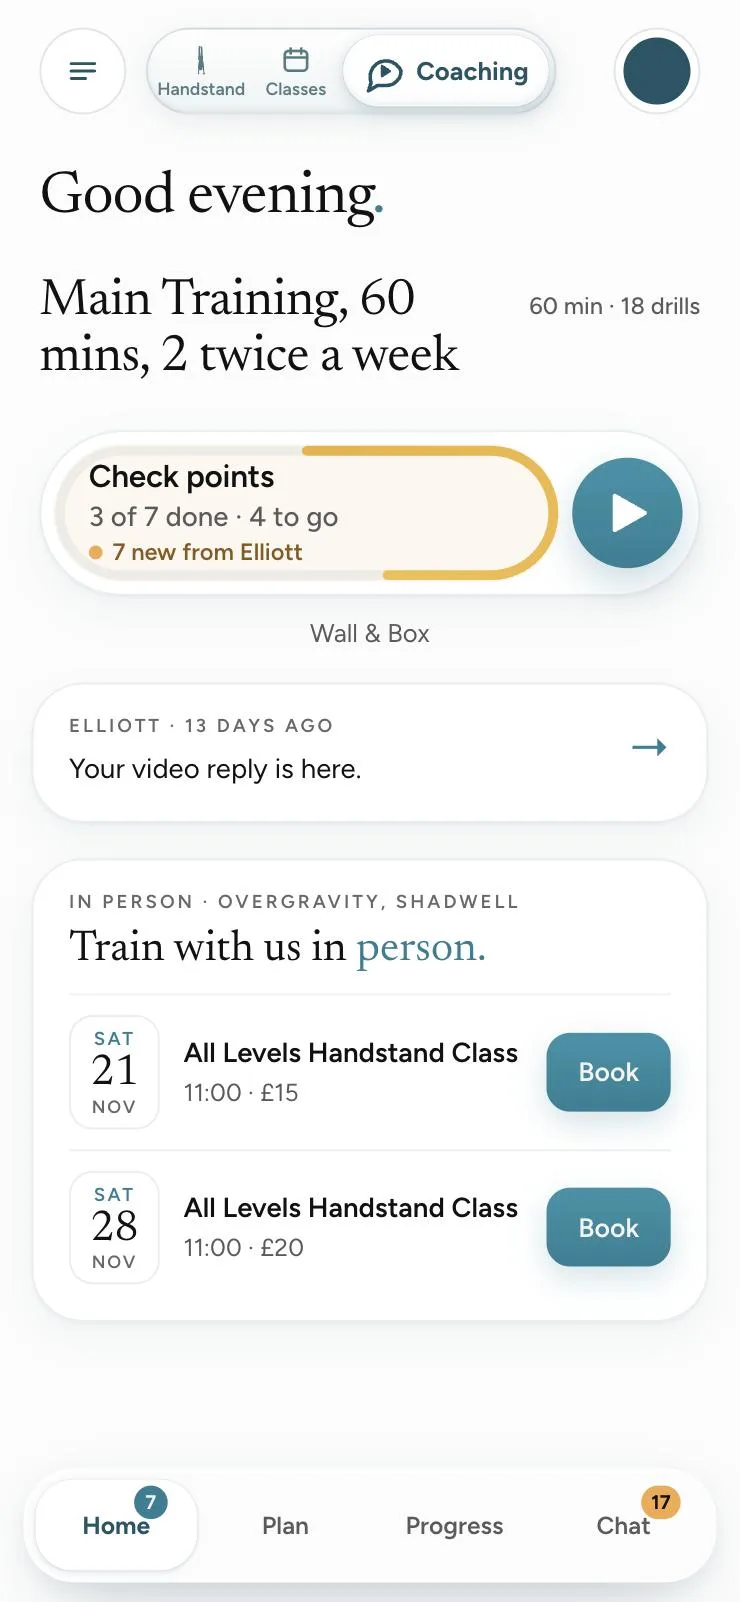 Handstand
Classes
Coaching
Good evening.
Main Training, 60
mins, 2 twice a week
60 min · 18 drills
Check points
3 of 7 done · 4 to go
7 new from Elliott
Wall & Box
ELLIOTT · 13 DAYS AGO
Your video reply is here.
IN PERSON · OVERGRAVITY, SHADWELL
Train with us in person.
SAT
21
NOV
All Levels Handstand Class
11:00 · £15
Book
SAT
28
NOV
All Levels Handstand Class
11:00 · £20
Book
7
Home
Plan
Progress
17
Chat